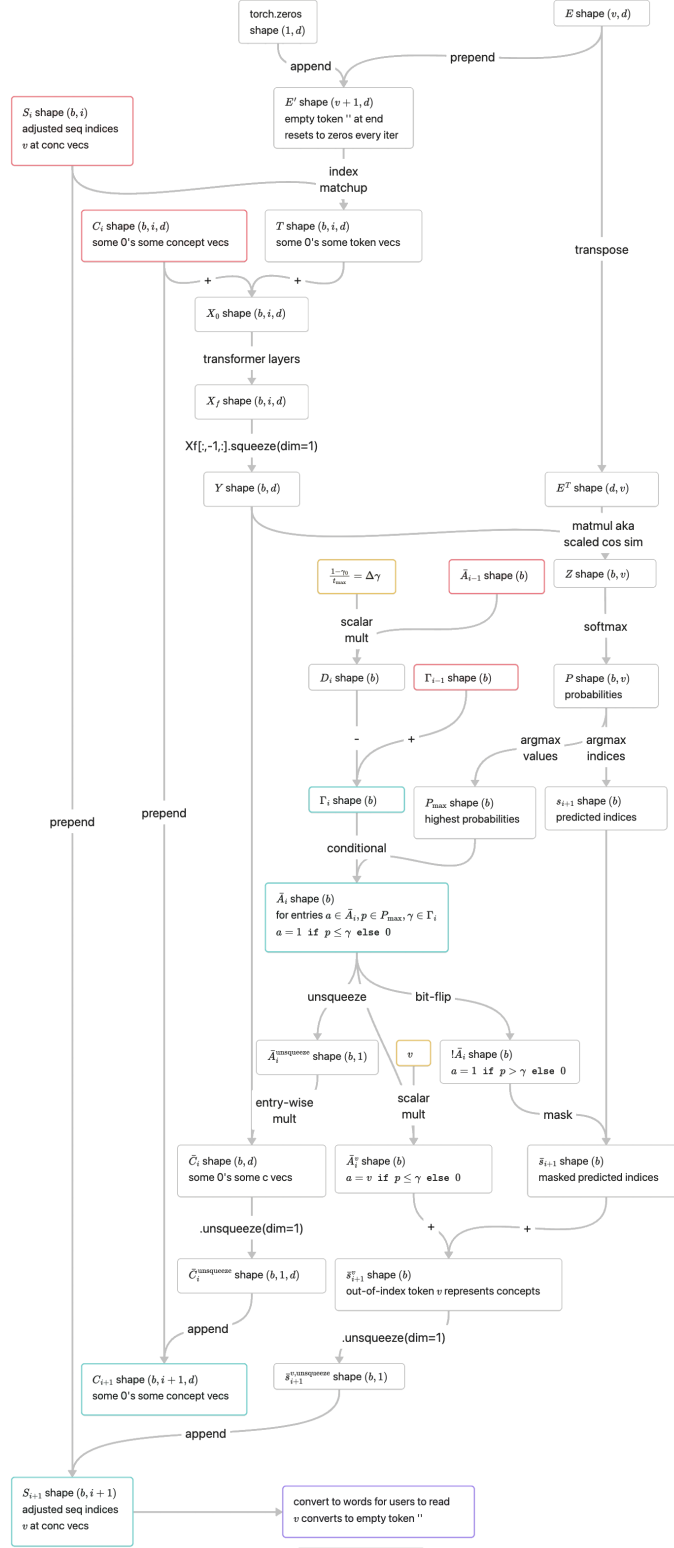 torch.zeros
shape (1, d)
E shape (v, d)
append
prepend
E′ shape (v + 1, d)
empty token '' at end
resets to zeros every iter
S_i shape (b, i)
adjusted seq indices
v at conc vecs
index
matchup
C_i shape (b, i, d)
some 0's some concept vecs
T shape (b, i, d)
some 0's some token vecs
transpose
+
+
X_0 shape (b, i, d)
transformer layers
X_f shape (b, i, d)
Xf[:,-1,:].squeeze(dim=1)
Y shape (b, d)
E^T shape (d, v)
matmul aka
scaled cos sim
(1−γ_0)/t_max = Δγ
Ā_{i−1} shape (b)
Z shape (b, v)
scalar
mult
softmax
D_i shape (b)
Γ_{i−1} shape (b)
P shape (b, v)
probabilities
-
+
argmax
values
argmax
indices
Γ_i shape (b)
P_max shape (b)
highest probabilities
s_{i+1} shape (b)
predicted indices
prepend
prepend
conditional
Ā_i shape (b)
for entries a ∈ Ā_i, p ∈ P_max, γ ∈ Γ_i
a = 1 if p ≤ γ else 0
unsqueeze
bit-flip
Ā_i^unsqueeze shape (b, 1)
v
!Ā_i shape (b)
a = 1 if p > γ else 0
entry-wise
mult
scalar
mult
mask
C̄_i shape (b, d)
some 0's some c vecs
Ā_i^v shape (b)
a = v if p ≤ γ else 0
s̄_{i+1} shape (b)
masked predicted indices
.unsqueeze(dim=1)
+
+
C̄_i^unsqueeze shape (b, 1, d)
s̄_{i+1}^v shape (b)
out-of-index token v represents concepts
append
.unsqueeze(dim=1)
C_{i+1} shape (b, i + 1, d)
some 0's some concept vecs
s̄_{i+1}^{v,unsqueeze} shape (b, 1)
append
S_{i+1} shape (b, i + 1)
adjusted seq indices
v at conc vecs
convert to words for users to read
v converts to empty token ''